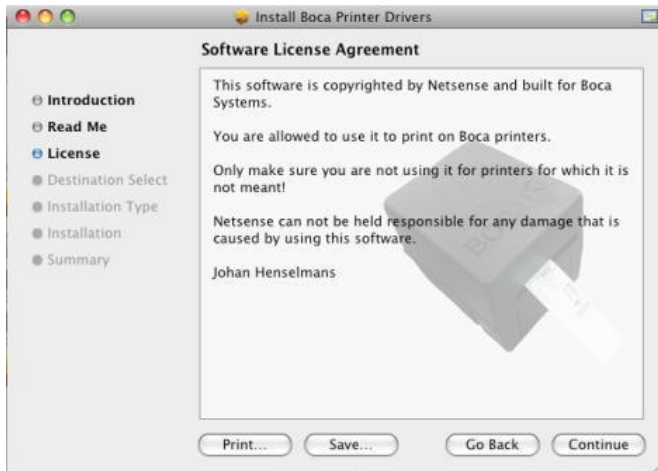 Install Boca Printer Drivers
Software License Agreement
Introduction
Read Me
License
Destination Select
Installation Type
Installation
Summary
This software is copyrighted by Netsense and built for Boca
Systems.
You are allowed to use it to print on Boca printers.
Only make sure you are not using it for printers for which it is
not meant!
Netsense can not be held responsible for any damage that is
caused by using this software.
Johan Henselmans
Print...
Save...
Go Back
Continue